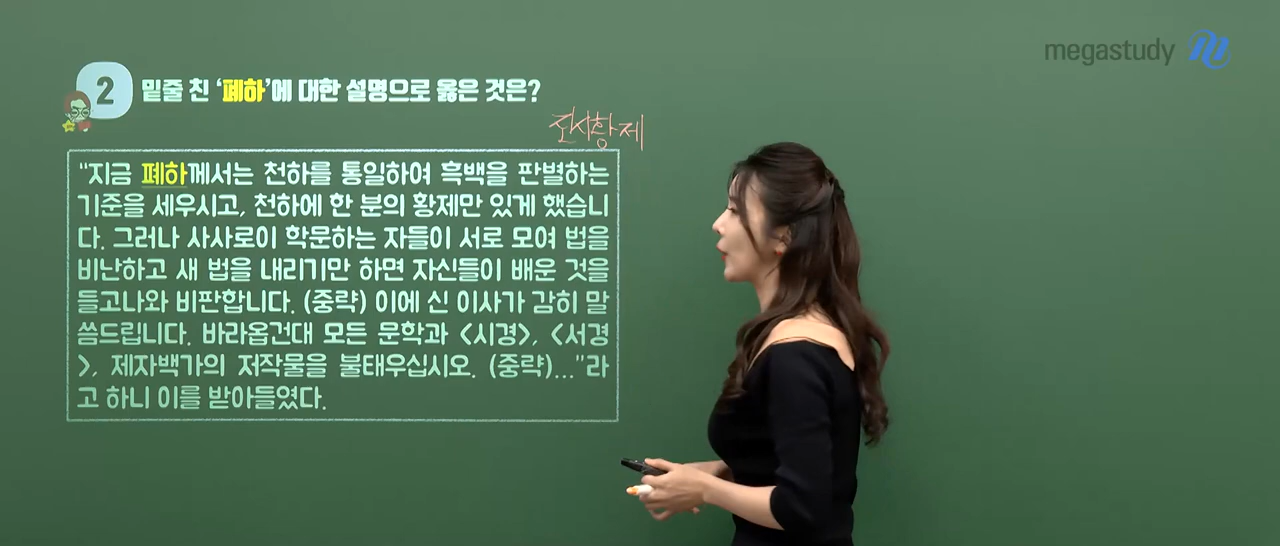 megastudy
2 밑줄 친 '폐하'에 대한 설명으로 옳은 것은?
진시황제
"지금 폐하께서는 천하를 통일하여 흑백을 판별하는
기준을 세우시고, 천하에 한 분의 황제만 있게 했습니
다. 그러나 사사로이 학문하는 자들이 서로 모여 법을
비난하고 새 법을 내리기만 하면 자신들이 배운 것을
들고나와 비판합니다. (중략) 이에 신 이사가 감히 말
씀드립니다. 바라옵건대 모든 문학과 <시경>, <서경
>, 제자백가의 저작물을 불태우십시오. (중략)..."라
고 하니 이를 받아들였다.